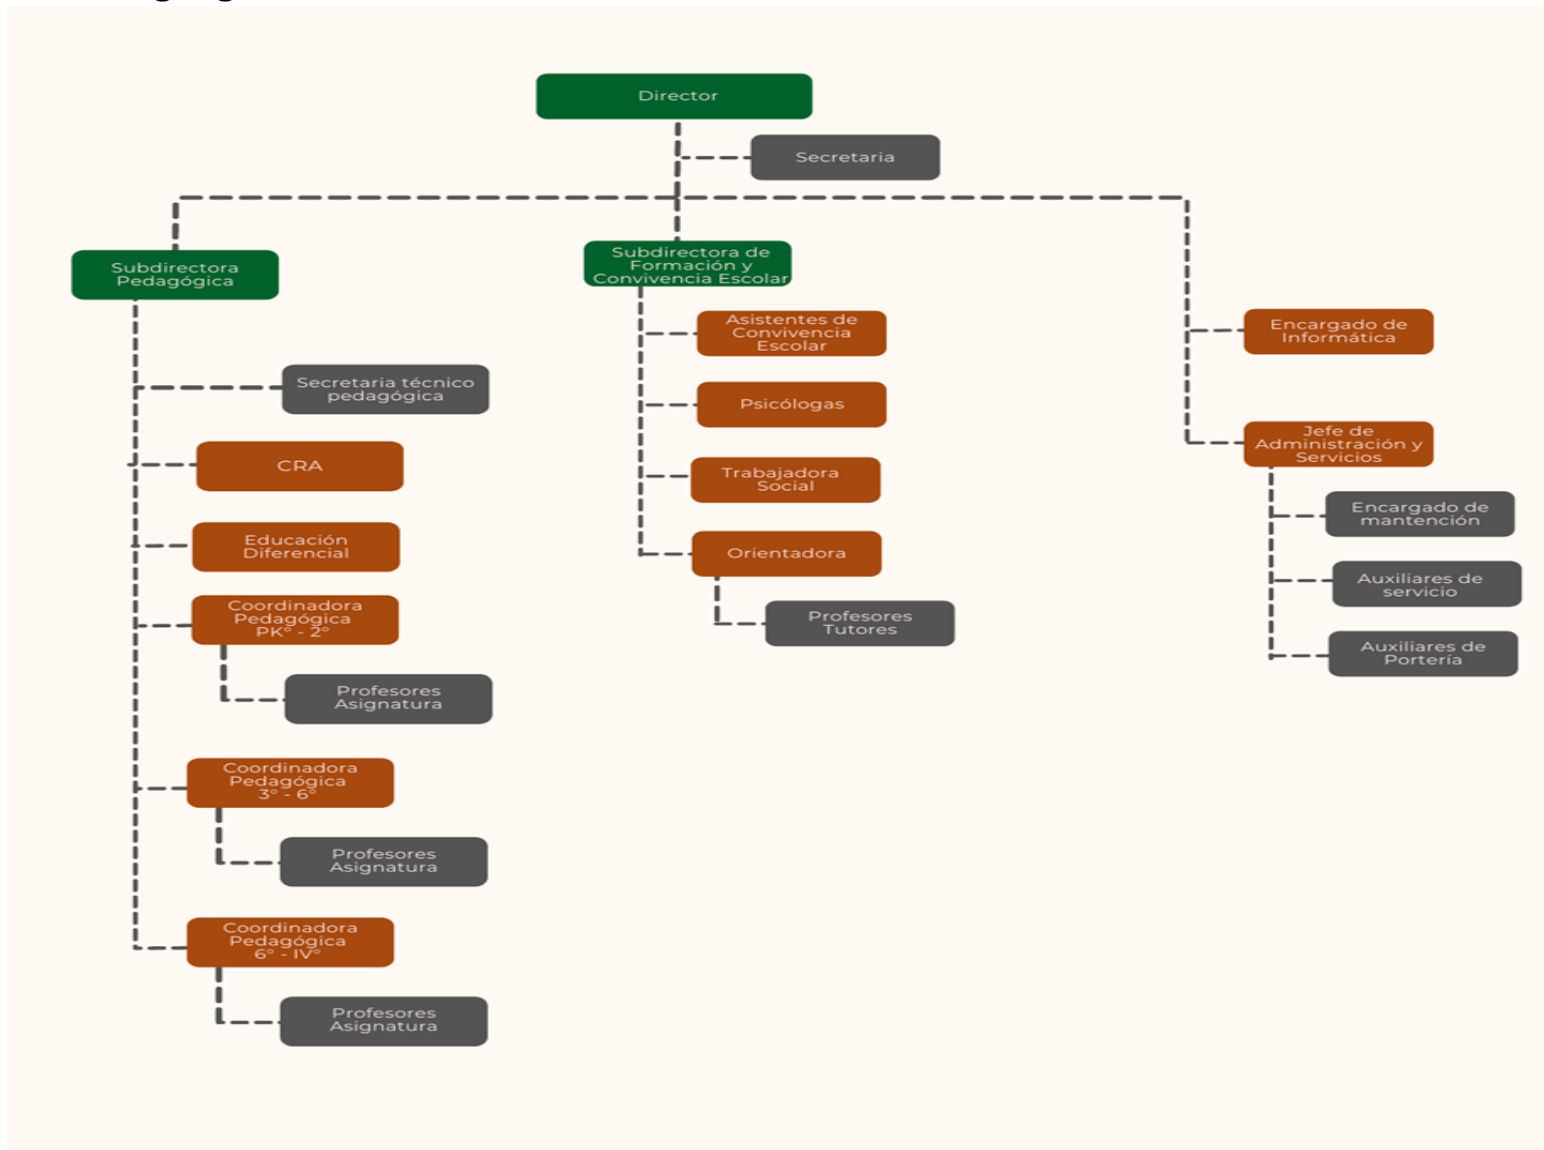 Director
Secretaria
Subdirectora
Pedagógica
Secretaria técnico
pedagógica
CRA
Educación
Diferencial
Coordinadora
Pedagógica
PK° - 2°
Profesores
Asignatura
Coordinadora
Pedagógica
3° - 6°
Profesores
Asignatura
Coordinadora
Pedagógica
6° - IV°
Profesores
Asignatura
Subdirectora de
Formación y
Convivencia Escolar
Asistentes de
Convivencia
Escolar
Psicólogas
Trabajadora
Social
Orientadora
Profesores
Tutores
Encargado de
Informática
Jefe de
Administración y
Servicios
Encargado de
mantención
Auxiliares de
servicio
Auxiliares de
Portería